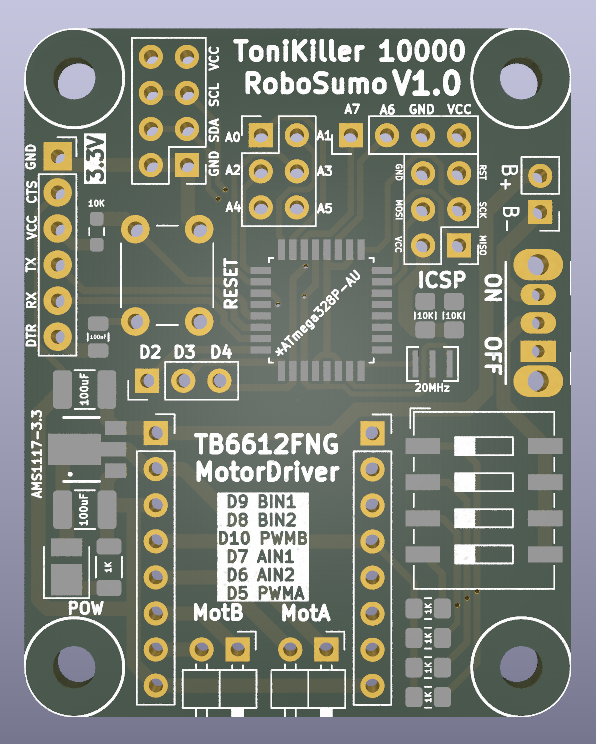 ToniKiller 10000
RoboSumo V1.0
VCC
SCL
SDA
GND
3.3V
GND
CTS
VCC
TX
RX
DTR
A0
A1
A2
A3
A4
A5
A7
A6
GND
VCC
GND
RST
MOSI
SCK
VCC
MISO
ICSP
B+
B-
ON
OFF
10K
RESET
100nF
*ATmega328P-AU
10K
10K
20MHz
D2
D3
D4
100uF
AMS1117-3.3
100uF
1K
POW
TB6612FNG
MotorDriver
D9 BIN1
D8 BIN2
D10 PWMB
D7 AIN1
D6 AIN2
D5 PWMA
MotB
MotA
1K
1K
1K
1K